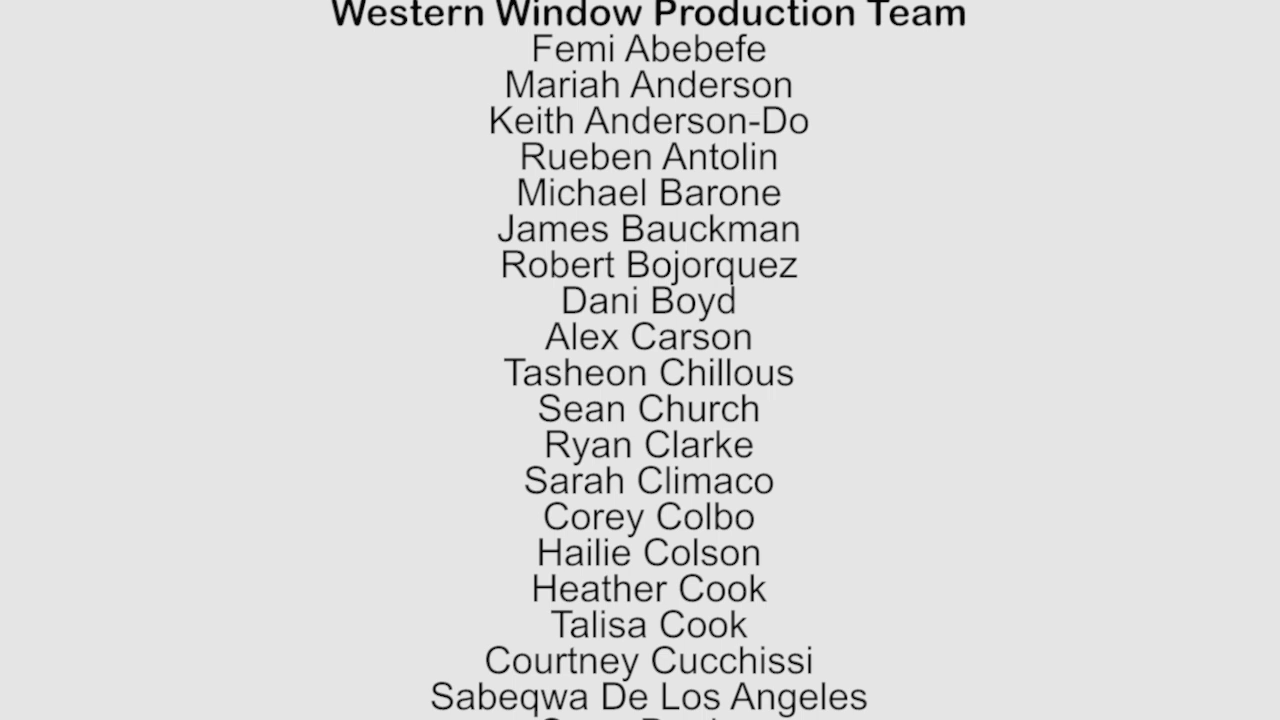 Western Window Production Team
Femi Abebefe
Mariah Anderson
Keith Anderson-Do
Rueben Antolin
Michael Barone
James Bauckman
Robert Bojorquez
Dani Boyd
Alex Carson
Tasheon Chillous
Sean Church
Ryan Clarke
Sarah Climaco
Corey Colbo
Hailie Colson
Heather Cook
Talisa Cook
Courtney Cucchissi
Sabeqwa De Los Angeles